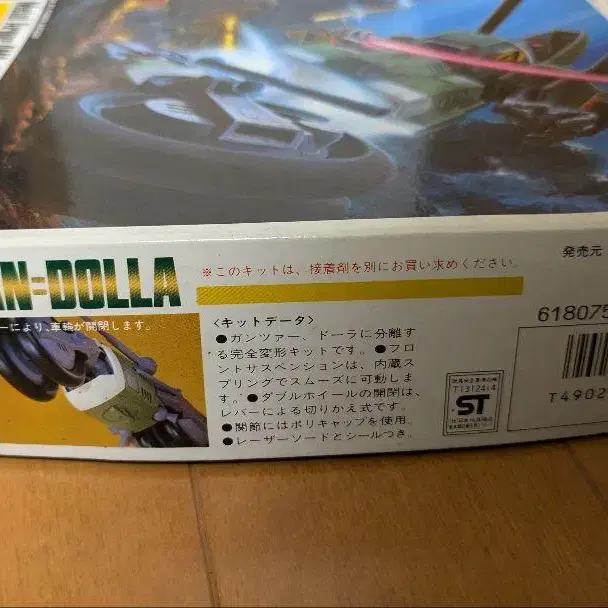 IN=DOLLA
※このキットは、接着剤を別にお買い求めください。
発売元
ーにより、車輪が開閉します。
〈キットデータ〉
●ガンツァー、ドーラに分離す
る完全変形キットです。●フロ
ントサスペンションは、内蔵ス
プリングでスムーズに可動しま
す。●ダブルホイールの開閉は、
レバーによる切りかえ式です。
●関節にはポリキャップを使用。
●レーザーソードとシールつき。
T13124.4
ST
618075
T4902